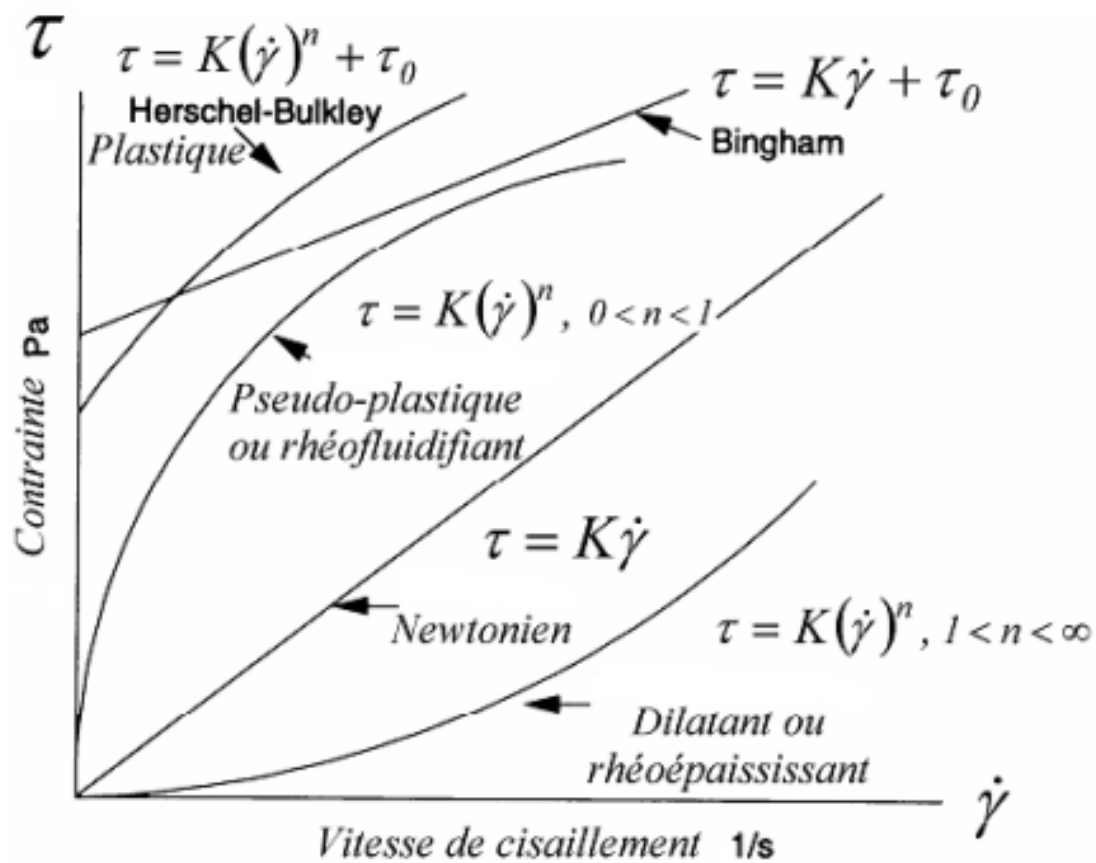 τ
τ = K(γ̇)ⁿ + τ₀
Herschel-Bulkley
Plastique
τ = Kγ̇ + τ₀
Bingham
τ = K(γ̇)ⁿ, 0 < n < 1
Pseudo-plastique
ou rhéofluidifiant
Contrainte Pa
τ = Kγ̇
Newtonien
τ = K(γ̇)ⁿ, 1 < n < ∞
Dilatant ou
rhéoépaississant
γ̇
Vitesse de cisaillement 1/s